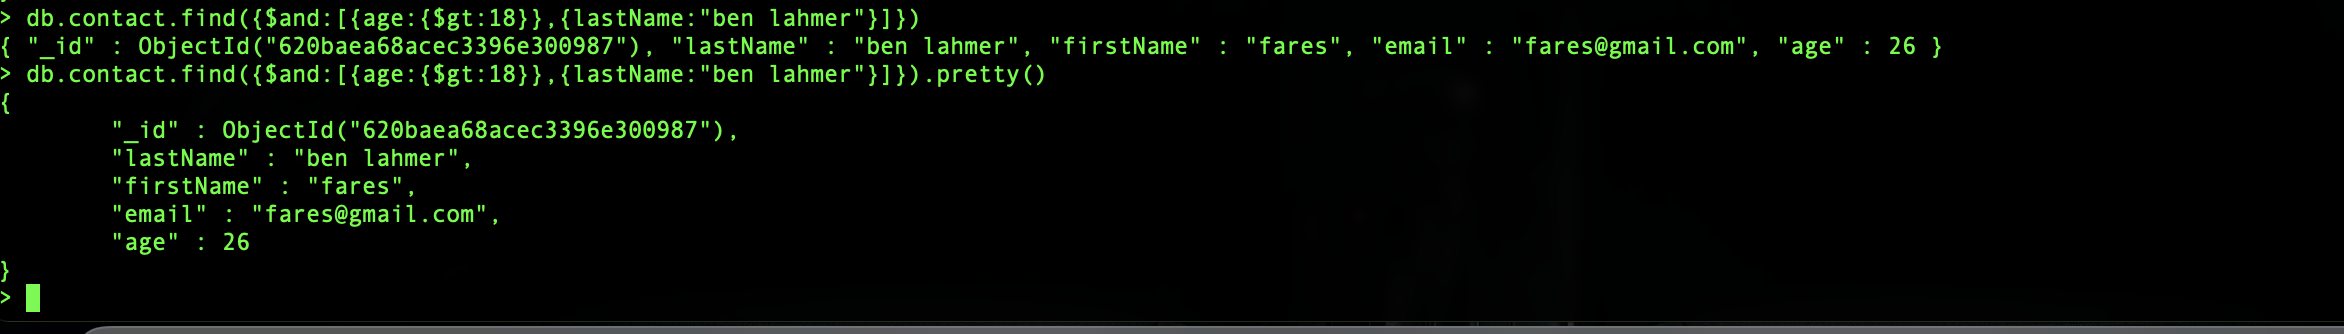 > db.contact.find({$and:[{age:{$gt:18}},{lastName:"ben lahmer"}]})
{ "_id" : ObjectId("620baea68acec3396e300987"), "lastName" : "ben lahmer", "firstName" : "fares", "email" : "fares@gmail.com", "age" : 26 }
> db.contact.find({$and:[{age:{$gt:18}},{lastName:"ben lahmer"}]}).pretty()
{
"_id" : ObjectId("620baea68acec3396e300987"),
"lastName" : "ben lahmer",
"firstName" : "fares",
"email" : "fares@gmail.com",
"age" : 26
}
>